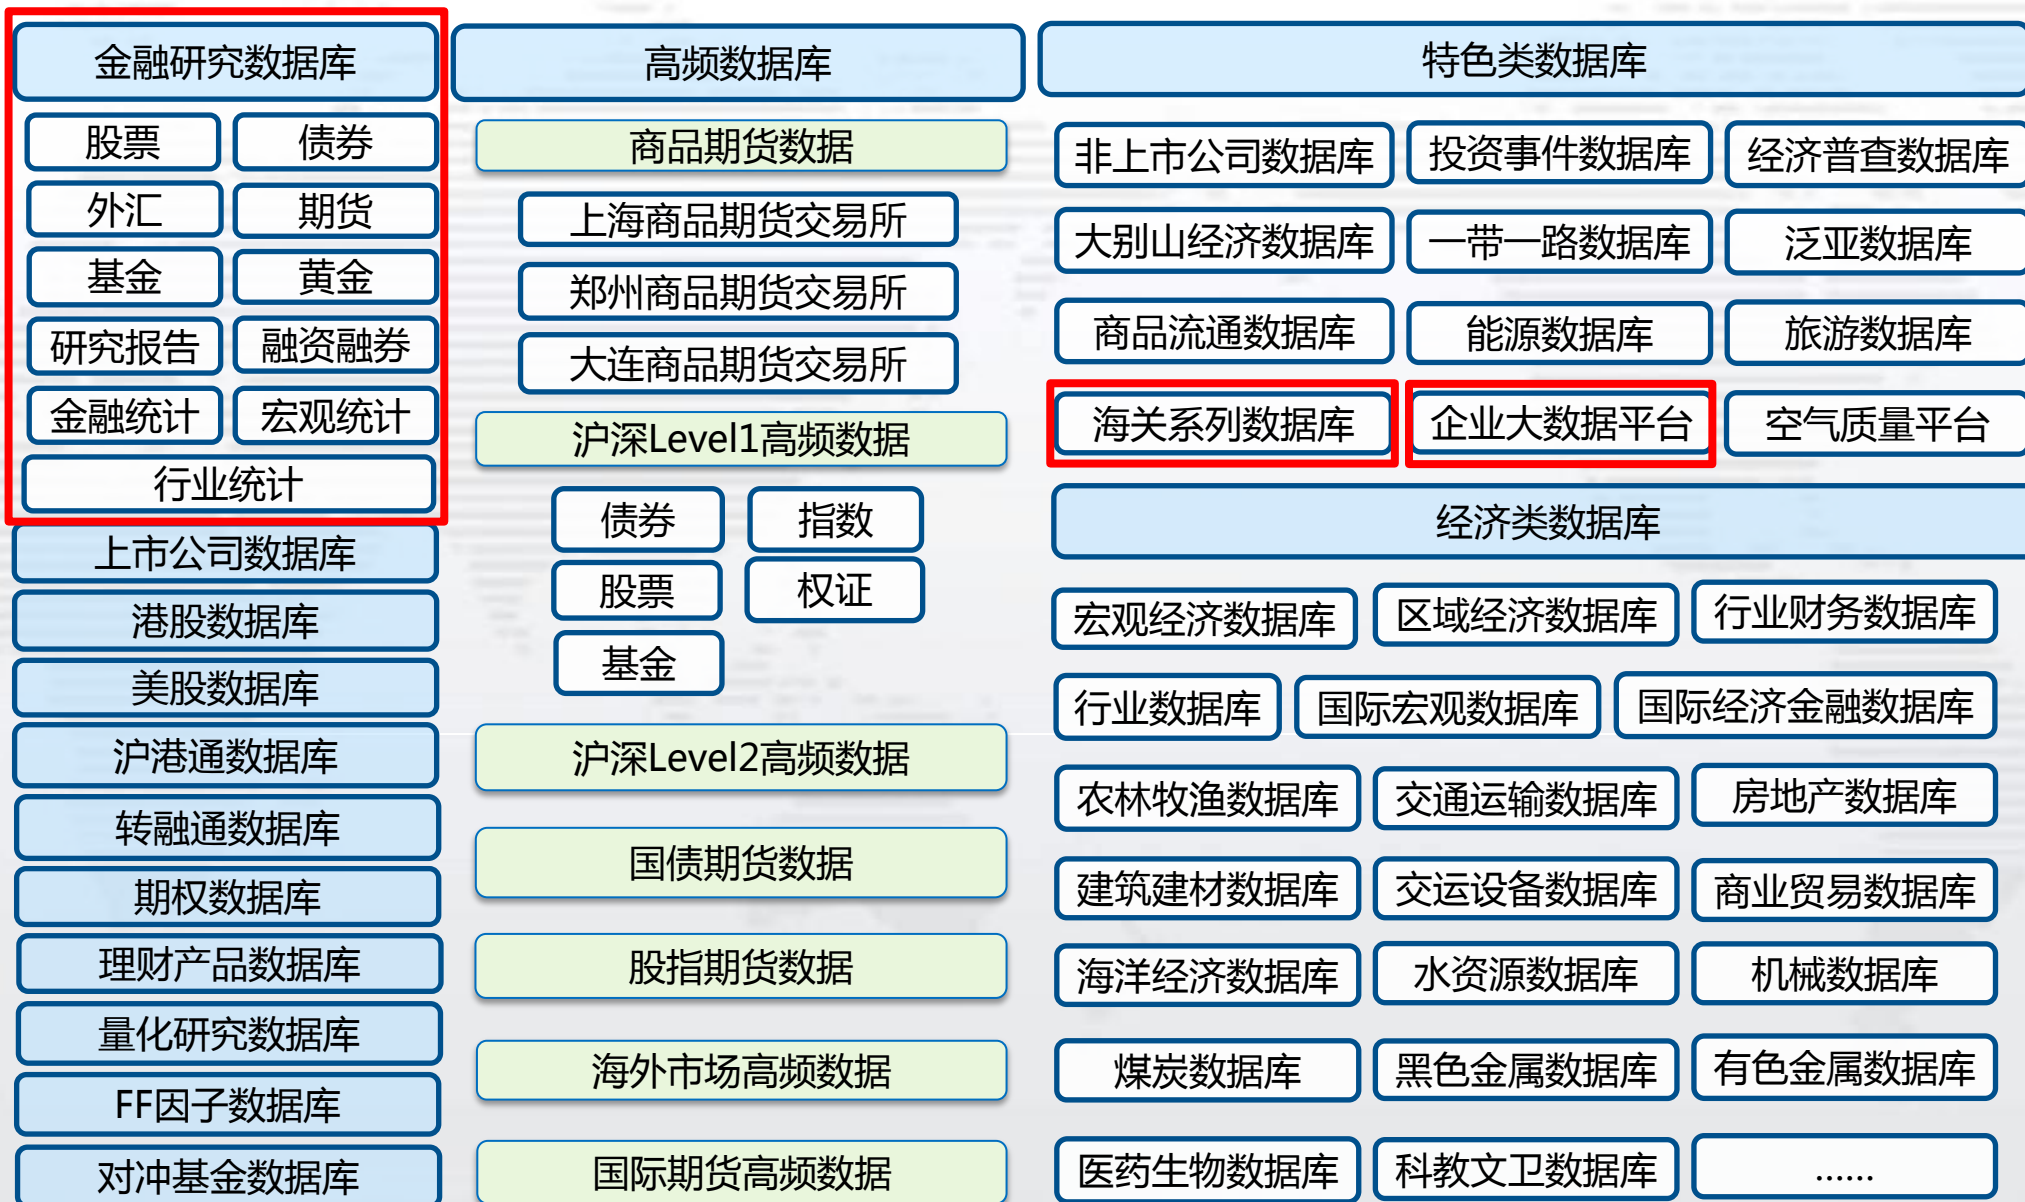 金融研究数据库
股票
债券
外汇
期货
基金
黄金
研究报告
融资融券
金融统计
宏观统计
行业统计
上市公司数据库
港股数据库
美股数据库
沪港通数据库
转融通数据库
期权数据库
理财产品数据库
量化研究数据库
FF因子数据库
对冲基金数据库
高频数据库
商品期货数据
上海商品期货交易所
郑州商品期货交易所
大连商品期货交易所
沪深Level1高频数据
债券
指数
股票
权证
基金
沪深Level2高频数据
国债期货数据
股指期货数据
海外市场高频数据
国际期货高频数据
特色类数据库
非上市公司数据库
投资事件数据库
经济普查数据库
大别山经济数据库
一带一路数据库
泛亚数据库
商品流通数据库
能源数据库
旅游数据库
海关系列数据库
企业大数据平台
空气质量平台
经济类数据库
宏观经济数据库
区域经济数据库
行业财务数据库
行业数据库
国际宏观数据库
国际经济金融数据库
农林牧渔数据库
交通运输数据库
房地产数据库
建筑建材数据库
交运设备数据库
商业贸易数据库
海洋经济数据库
水资源数据库
机械数据库
煤炭数据库
黑色金属数据库
有色金属数据库
医药生物数据库
科教文卫数据库
......